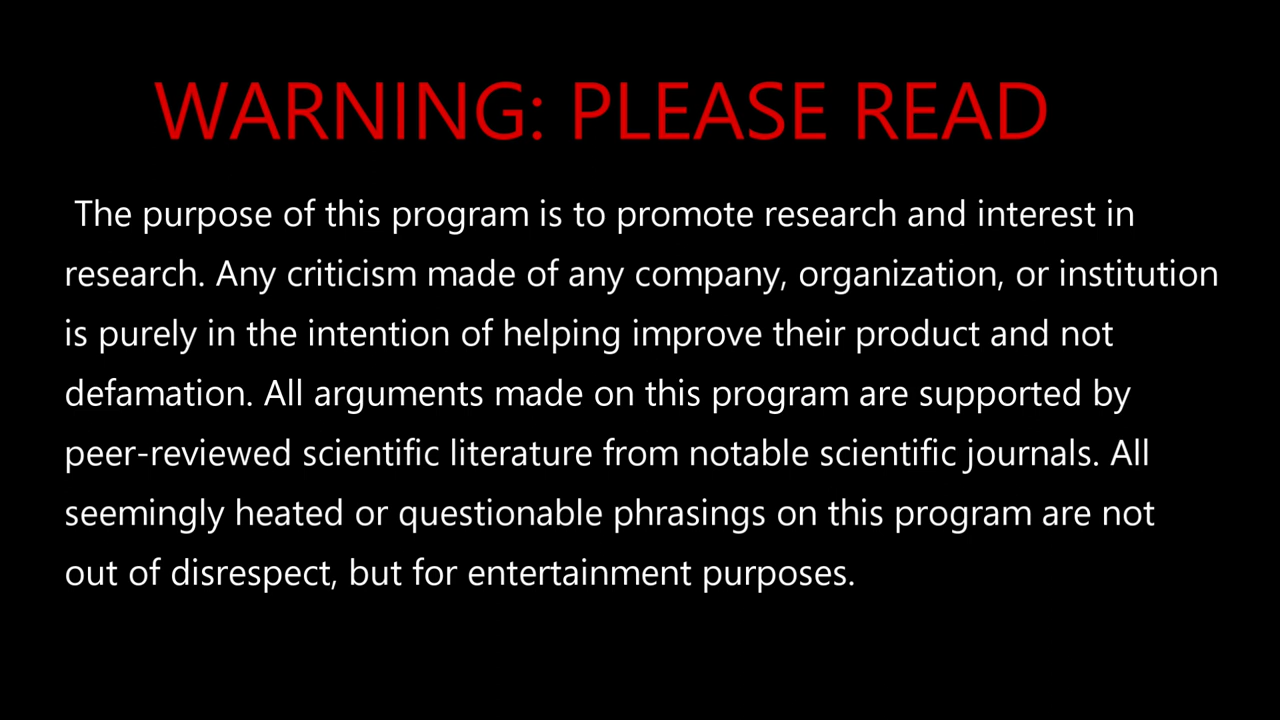 WARNING: PLEASE READ
The purpose of this program is to promote research and interest in
research. Any criticism made of any company, organization, or institution
is purely in the intention of helping improve their product and not
defamation. All arguments made on this program are supported by
peer-reviewed scientific literature from notable scientific journals. All
seemingly heated or questionable phrasings on this program are not
out of disrespect, but for entertainment purposes.